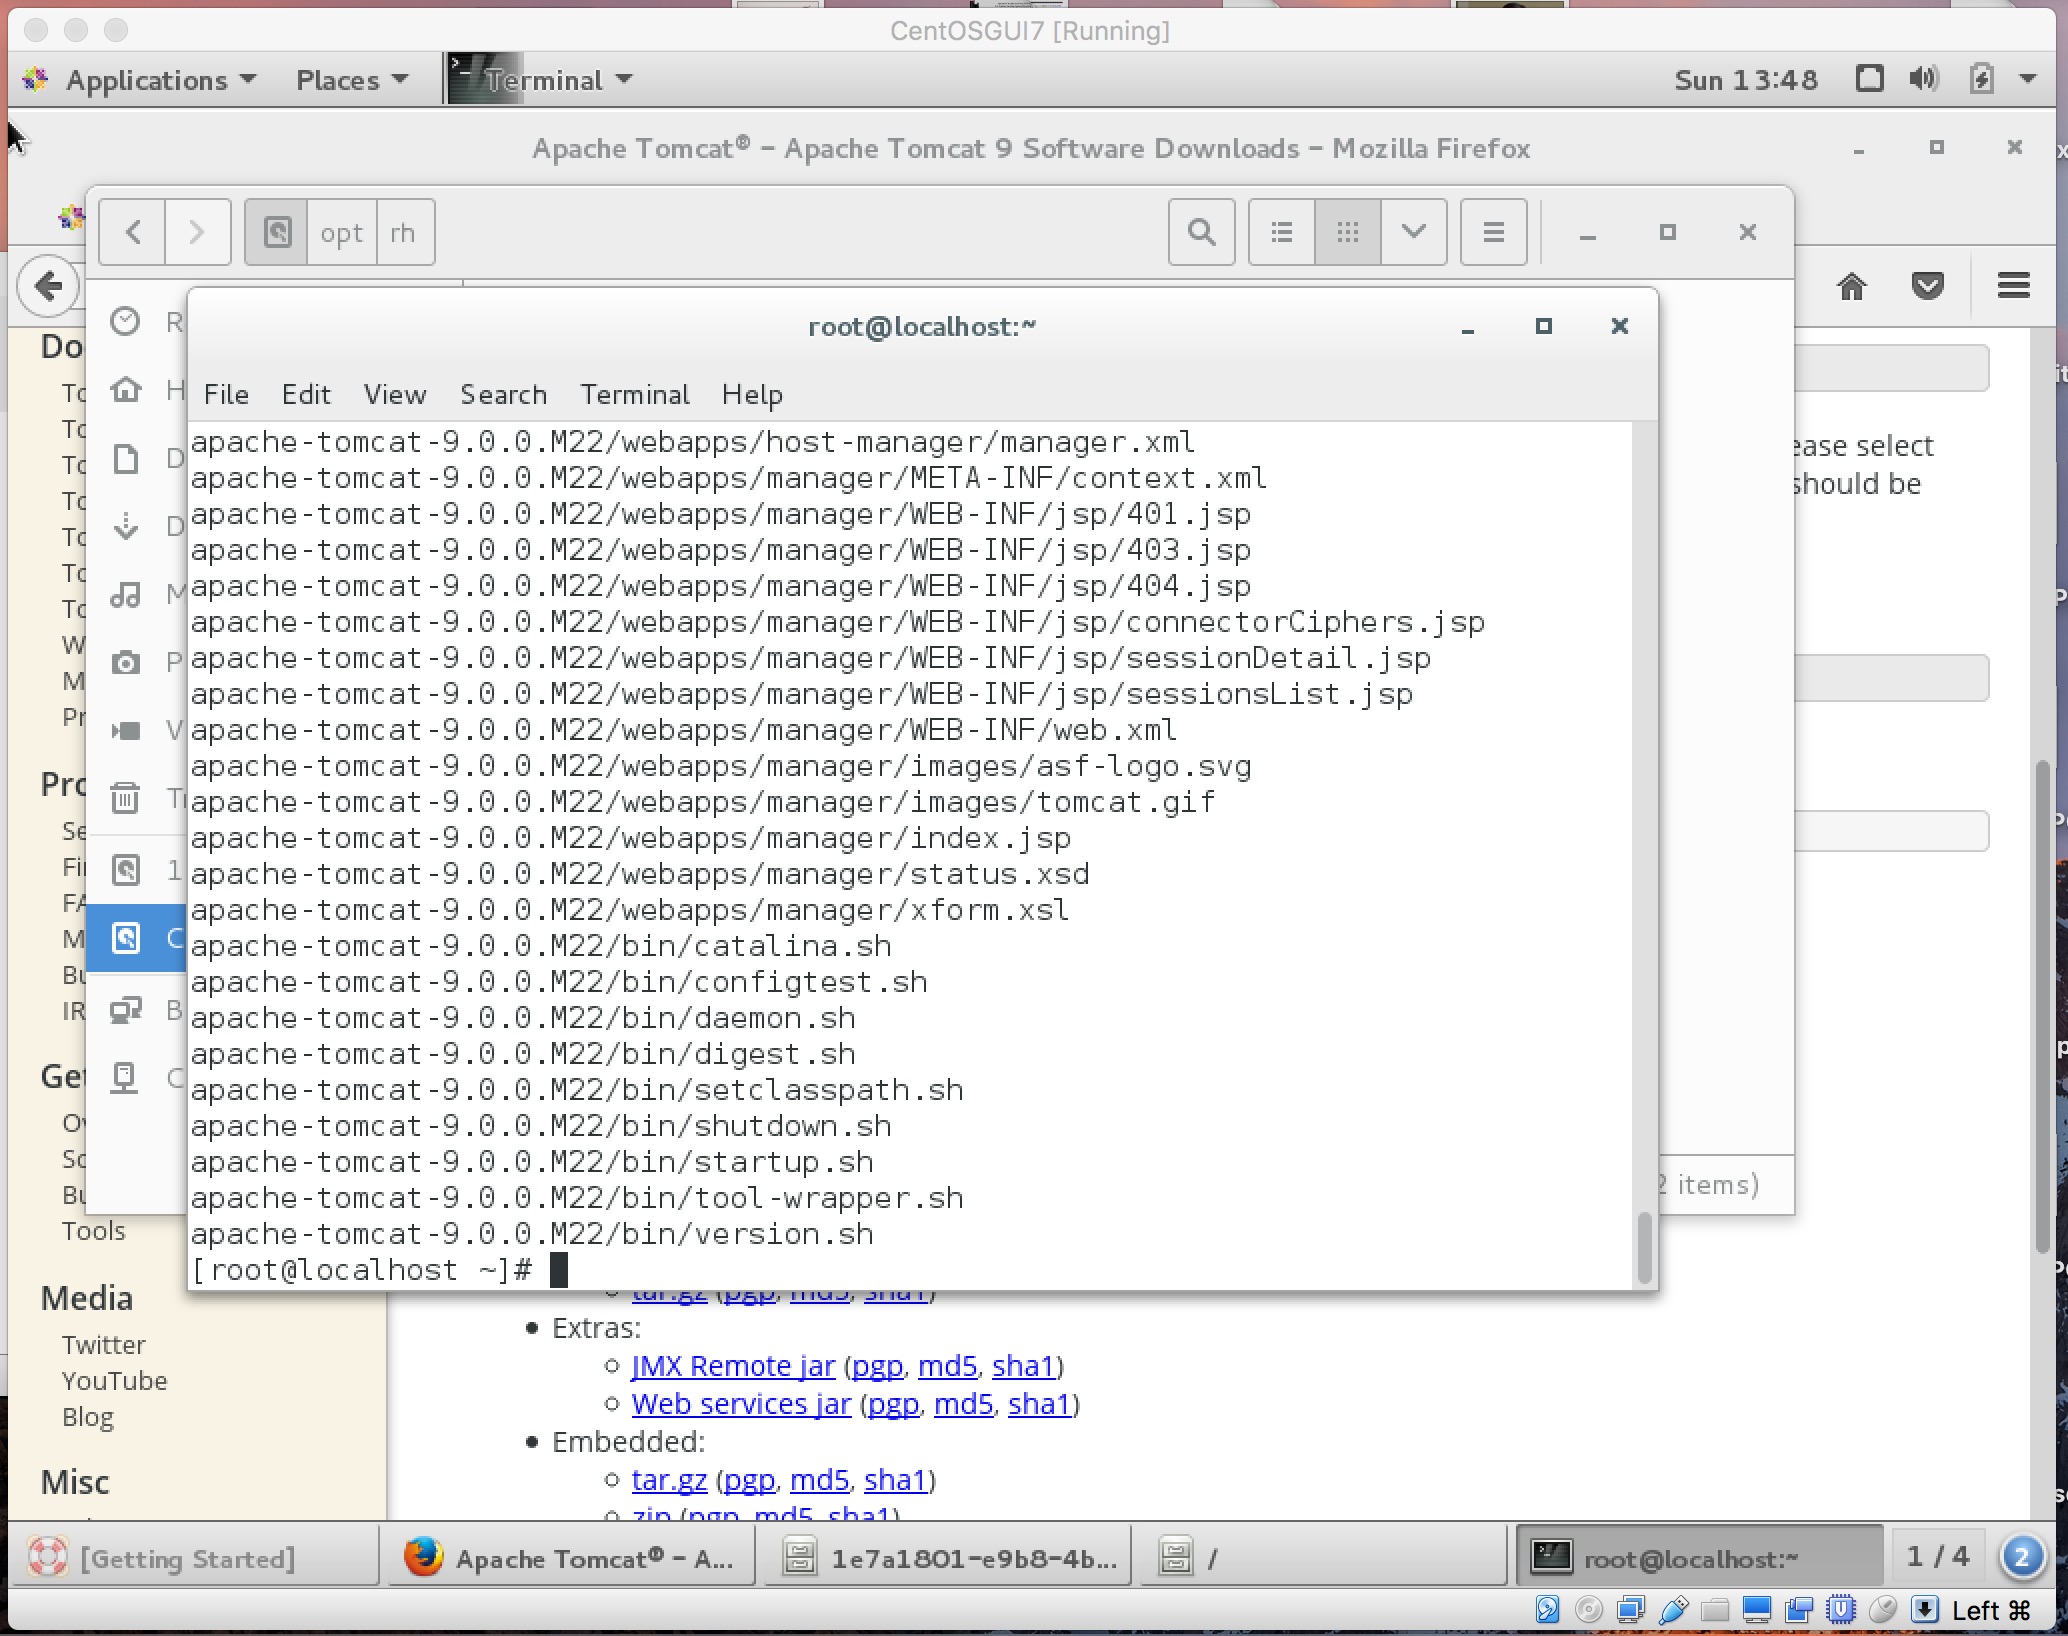 CentOSGUI7 [Running]
Applications Places Terminal Sun 13:48
Apache Tomcat® – Apache Tomcat 9 Software Downloads – Mozilla Firefox
opt rh
root@localhost:~
File Edit View Search Terminal Help
apache-tomcat-9.0.0.M22/webapps/host-manager/manager.xml
apache-tomcat-9.0.0.M22/webapps/manager/META-INF/context.xml
apache-tomcat-9.0.0.M22/webapps/manager/WEB-INF/jsp/401.jsp
apache-tomcat-9.0.0.M22/webapps/manager/WEB-INF/jsp/403.jsp
apache-tomcat-9.0.0.M22/webapps/manager/WEB-INF/jsp/404.jsp
apache-tomcat-9.0.0.M22/webapps/manager/WEB-INF/jsp/connectorCiphers.jsp
apache-tomcat-9.0.0.M22/webapps/manager/WEB-INF/jsp/sessionDetail.jsp
apache-tomcat-9.0.0.M22/webapps/manager/WEB-INF/jsp/sessionsList.jsp
apache-tomcat-9.0.0.M22/webapps/manager/WEB-INF/web.xml
apache-tomcat-9.0.0.M22/webapps/manager/images/asf-logo.svg
apache-tomcat-9.0.0.M22/webapps/manager/images/tomcat.gif
apache-tomcat-9.0.0.M22/webapps/manager/index.jsp
apache-tomcat-9.0.0.M22/webapps/manager/status.xsd
apache-tomcat-9.0.0.M22/webapps/manager/xform.xsl
apache-tomcat-9.0.0.M22/bin/catalina.sh
apache-tomcat-9.0.0.M22/bin/configtest.sh
apache-tomcat-9.0.0.M22/bin/daemon.sh
apache-tomcat-9.0.0.M22/bin/digest.sh
apache-tomcat-9.0.0.M22/bin/setclasspath.sh
apache-tomcat-9.0.0.M22/bin/shutdown.sh
apache-tomcat-9.0.0.M22/bin/startup.sh
apache-tomcat-9.0.0.M22/bin/tool-wrapper.sh
apache-tomcat-9.0.0.M22/bin/version.sh
[root@localhost ~]#
select
should be
items)
Tools
Media
Twitter
YouTube
Blog
Misc
tar.gz (pgp, md5, sha1)
Extras:
JMX Remote jar (pgp, md5, sha1)
Web services jar (pgp, md5, sha1)
Embedded:
tar.gz (pgp, md5, sha1)
zip (pgp, md5, sha1)
[Getting Started] Apache Tomcat® – A... 1e7a1801-e9b8-4b... / root@localhost:~ 1 / 4 2
Left ⌘